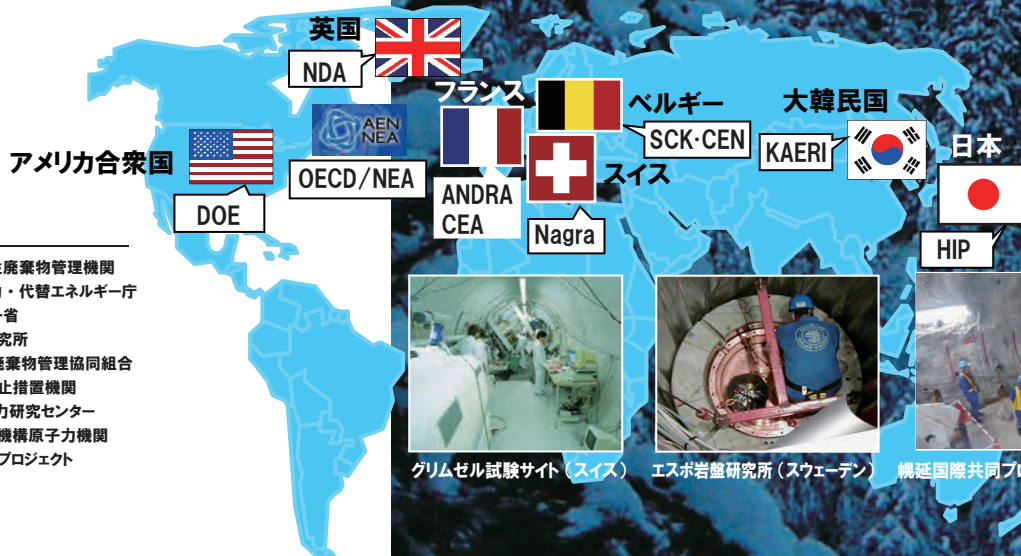 英国
NDA
フランス
ベルギー
SCK・CEN
大韓民国
KAERI
日本
HIP
アメリカ合衆国
DOE
AEN
NEA
OECD/NEA
ANDRA
CEA
スイス
Nagra
廃棄物管理機関
・代替エネルギー庁
省
究所
廃棄物管理協同組合
止措置機関
力研究センター
機構原子力機関
プロジェクト
グリムゼル試験サイト（スイス）
エスポ岩盤研究所（スウェーデン）
幌延国際共同プロ